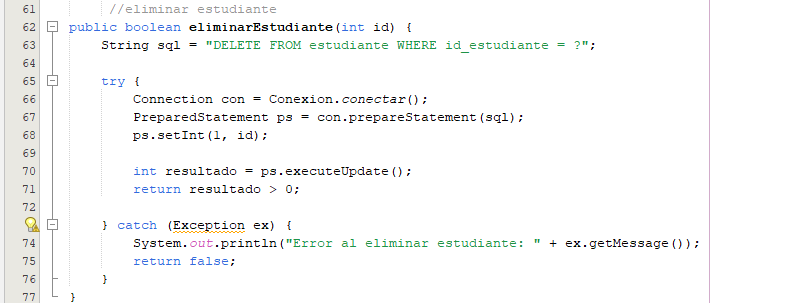 61 //eliminar estudiante
62 public boolean eliminarEstudiante(int id) {
63 String sql = "DELETE FROM estudiante WHERE id_estudiante = ?";
64
65 try {
66 Connection con = Conexion.conectar();
67 PreparedStatement ps = con.prepareStatement(sql);
68 ps.setInt(1, id);
69
70 int resultado = ps.executeUpdate();
71 return resultado > 0;
72
} catch (Exception ex) {
74 System.out.println("Error al eliminar estudiante: " + ex.getMessage());
75 return false;
76 }
77 }